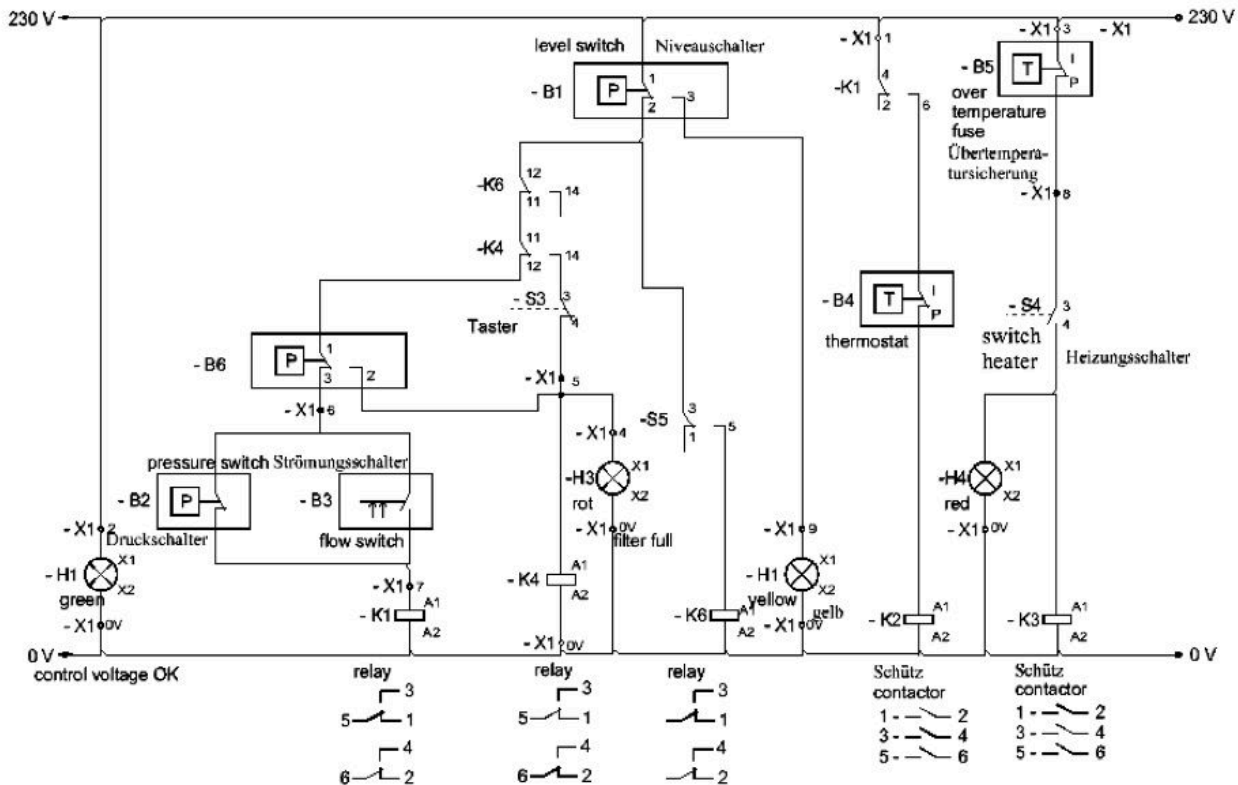 230 V
230 V
- X1 3
- X1
- X1 1
level switch Niveauschalter
- B1
P
1
2
3
-K1
4
2
6
- B5
T
I
P
over
temperature
fuse
Übertempera-
tursicherung
- X1 8
-K6
12
11
14
-K4
11
12
14
- S3
3
4
Taster
- B4
T
I
P
thermostat
- S4
3
4
switch
heater
Heizungsschalter
- B6
P
1
3
2
- X1 5
- X1 6
- X1 4
-S5
3
1
5
pressure switch Strömungsschalter
- B2
P
- B3
Druckschalter
flow switch
- H3
X1
X2
rot
- X1 0V
filter full
- H4
X1
X2
red
- X1 0V
- X1 2
- X1 9
- H1
X1
X2
green
- X1 0V
- X1 7
- K1
A1
A2
- K4
A1
A2
- X1 0V
- K6
A1
A2
- H1
X1
X2
yellow
gelb
- X1 0V
- K2
A1
A2
- K3
A1
A2
0 V
0 V
control voltage OK
relay
3
5
1
4
6
2
relay
3
5
1
4
6
2
relay
3
1
4
2
Schütz
contactor
1 - 2
3 - 4
5 - 6
Schütz
contactor
1 - 2
3 - 4
5 - 6